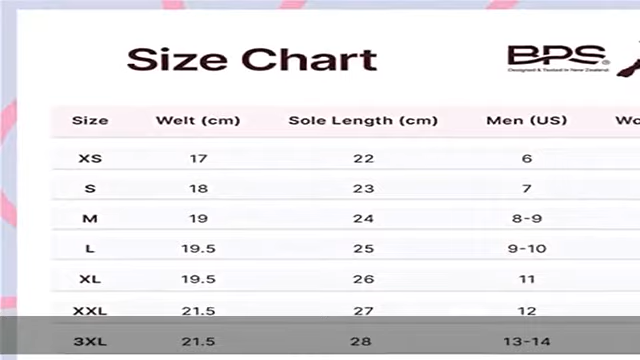 Size Chart
BPS®
Designed & Tested in New Zealand
Size Welt (cm) Sole Length (cm) Men (US) Wo
XS 17 22 6
S 18 23 7
M 19 24 8-9
L 19.5 25 9-10
XL 19.5 26 11
XXL 21.5 27 12
3XL 21.5 28 13-14